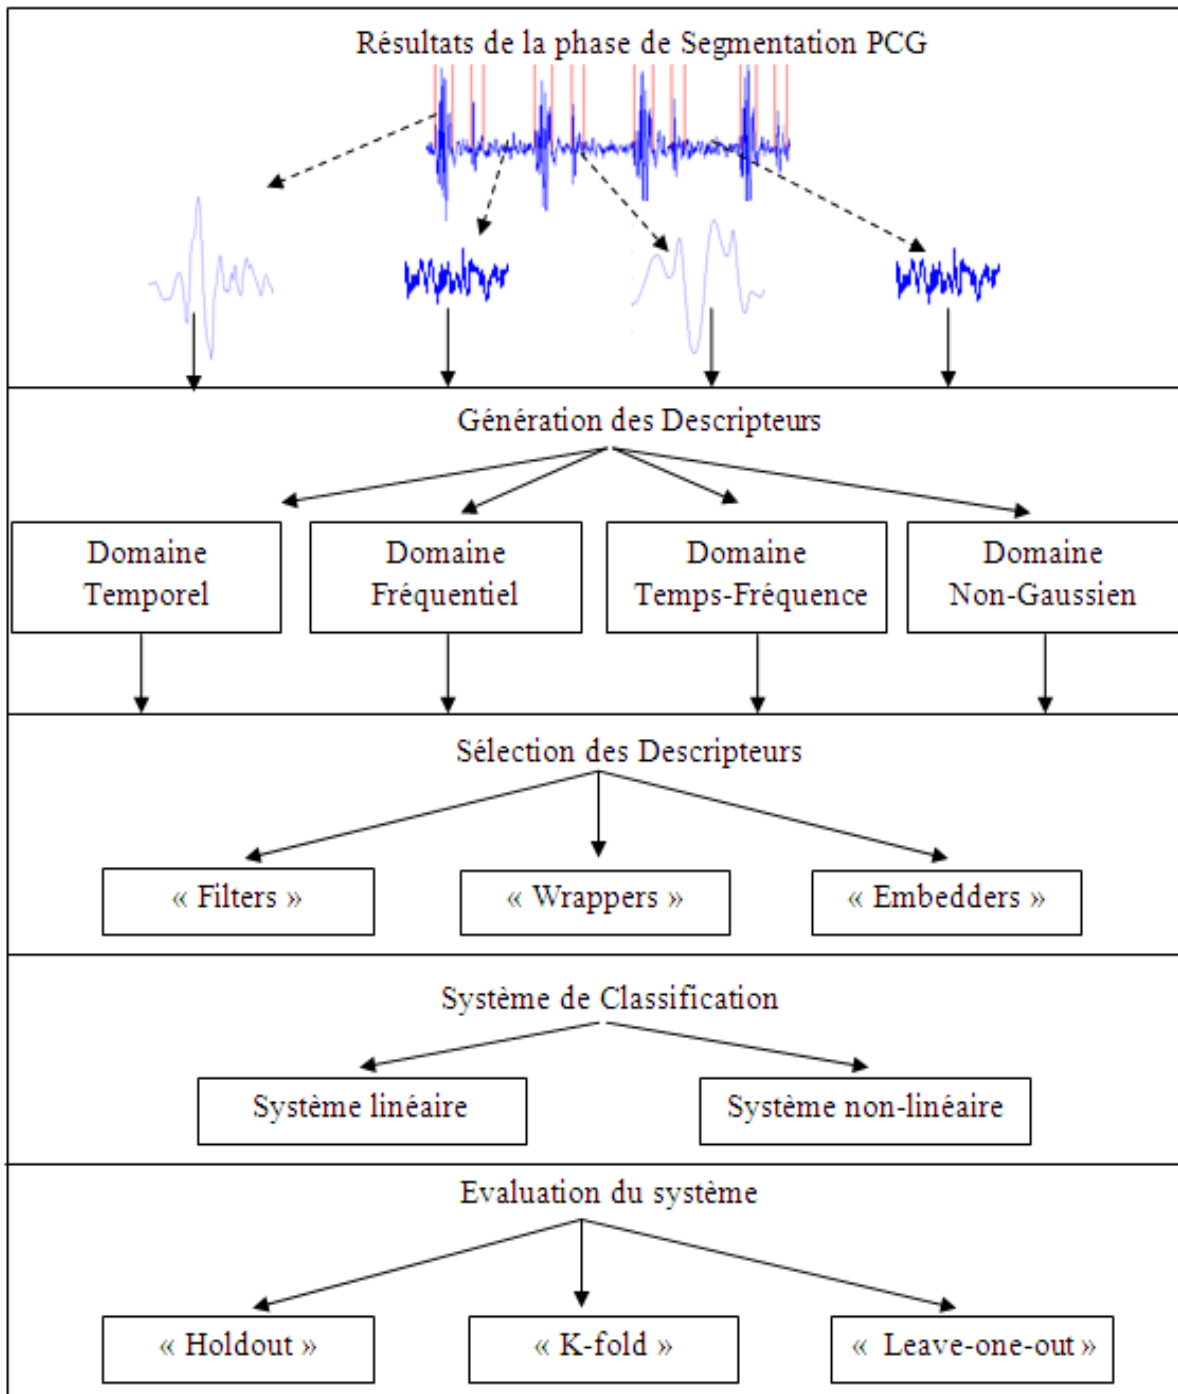 Résultats de la phase de Segmentation PCG
Génération des Descripteurs
Domaine
Temporel
Domaine
Fréquentiel
Domaine
Temps-Fréquence
Domaine
Non-Gaussien
Sélection des Descripteurs
« Filters »
« Wrappers »
« Embedders »
Système de Classification
Système linéaire
Système non-linéaire
Evaluation du système
« Holdout »
« K-fold »
« Leave-one-out »